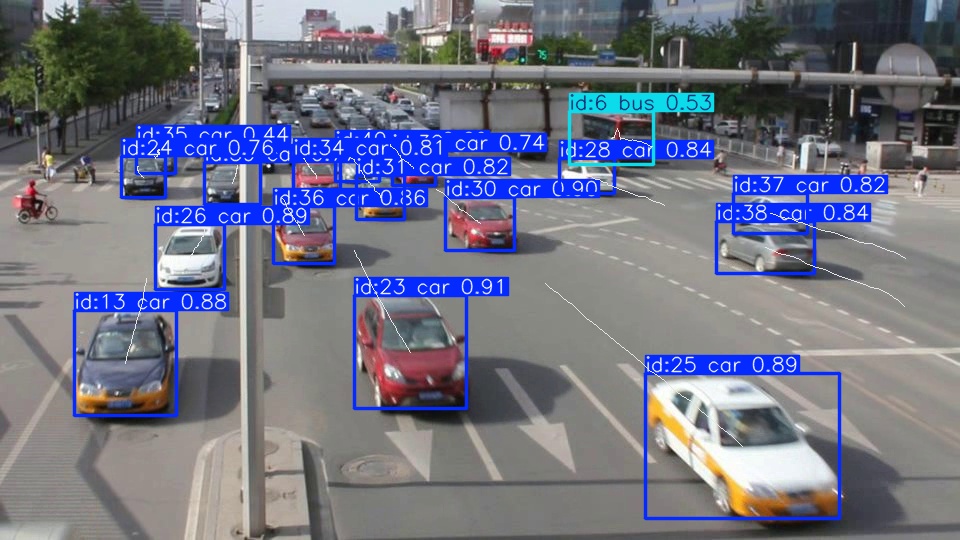 75
id:6 bus 0.53
id:35 car 0.44
id:24 car 0.76
id:34 car 0.81
0.74
id:28 car 0.84
id:31 car 0.82
id:30 car 0.90
id:37 car 0.82
id:36 car 0.86
id:26 car 0.89
id:38 car 0.84
id:23 car 0.91
id:13 car 0.88
id:25 car 0.89